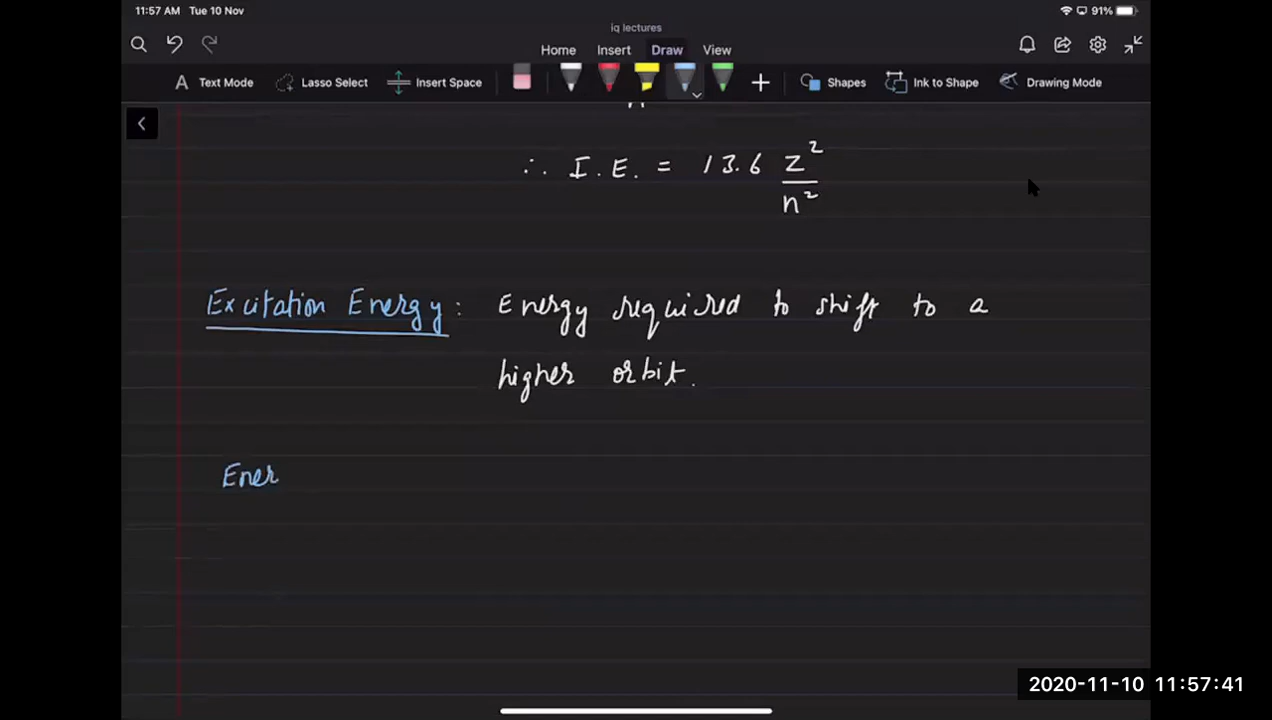 11:57 AM Tue 10 Nov
91%
iq lectures
Home Insert Draw View
Text Mode Lasso Select Insert Space Shapes Ink to Shape Drawing Mode
∴ I.E. = 13.6 z²/n²
Excitation Energy : Energy required to shift to a
higher orbit.
Ener
2020-11-10 11:57:41